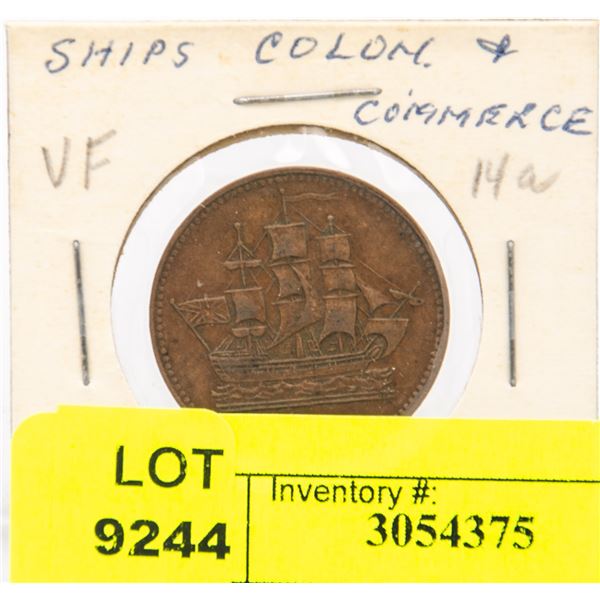 SHIPS COLON. &
COMMERCE
VF 14a
LOT
9244
Inventory #:
3054375